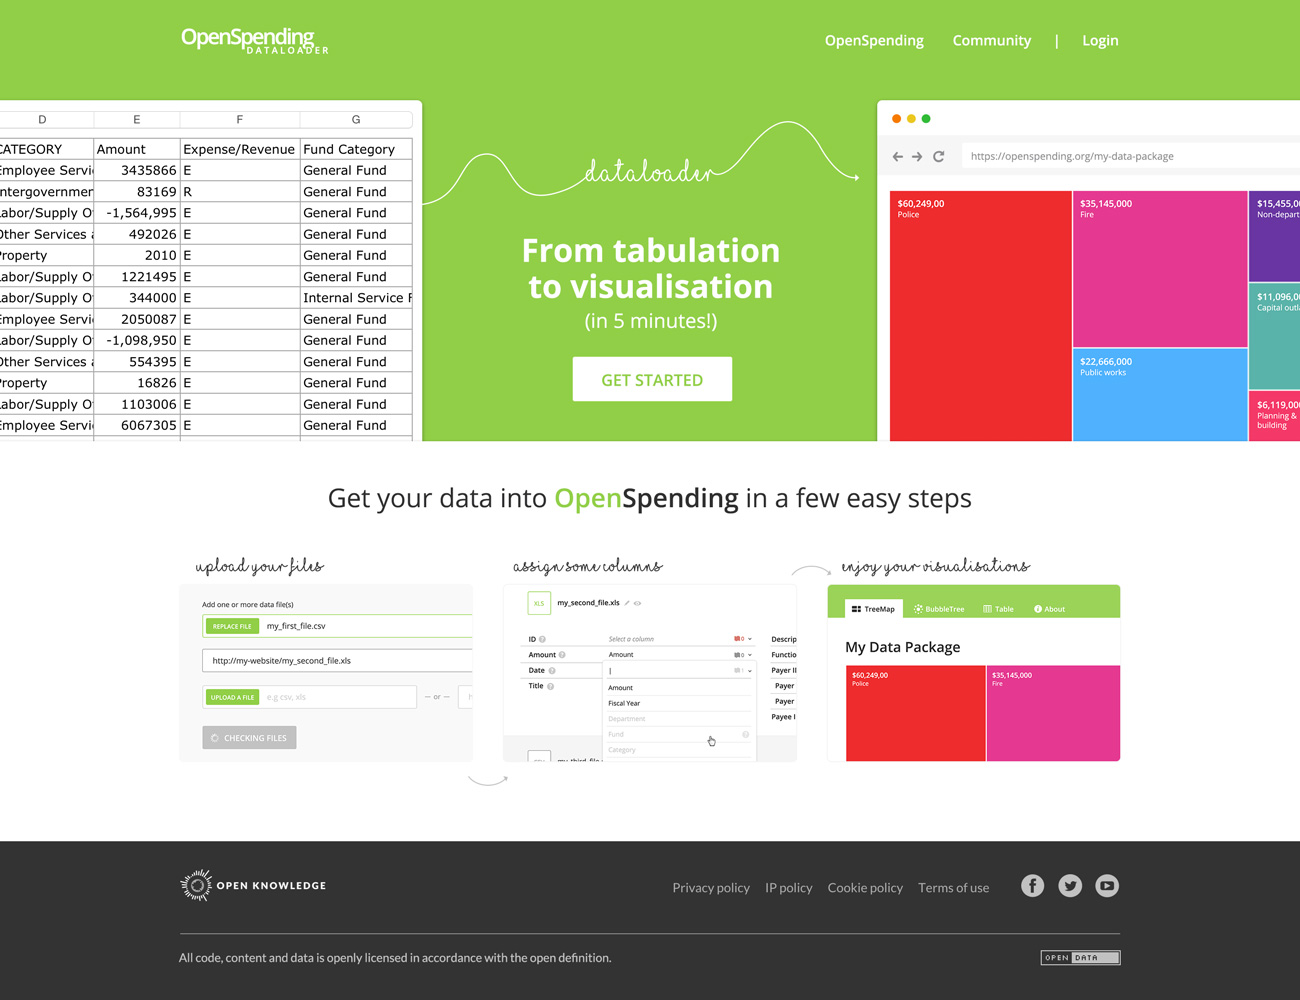 OpenSpending
DATALOADER
OpenSpending Community | Login
D E F G
CATEGORY Amount Expense/Revenue Fund Category
Employee Servi 3435866 E General Fund
ntergovernmen 83169 R General Fund
Labor/Supply O -1,564,995 E General Fund
Other Services a 492026 E General Fund
Property 2010 E General Fund
Labor/Supply O 1221495 E General Fund
Labor/Supply O 344000 E Internal Service F
Employee Servi 2050087 E General Fund
Labor/Supply O -1,098,950 E General Fund
Other Services a 554395 E General Fund
Property 16826 E General Fund
Labor/Supply O 1103006 E General Fund
Employee Servi 6067305 E General Fund
dataloader
From tabulation
to visualisation
(in 5 minutes!)
GET STARTED
https://openspending.org/my-data-package
$60,249,00
Police
$35,145,000
Fire
$22,666,000
Public works
$15,455,00
Non-depart
$11,096,0
Capital outl
$6,119,000
Planning &
building
Get your data into OpenSpending in a few easy steps
upload your files
Add one or more data file(s)
REPLACE FILE my_first_file.csv
http://my-website/my_second_file.xls
UPLOAD A FILE e.g csv, xls — or —
CHECKING FILES
assign some columns
XLS my_second_file.xls
ID Select a column 0 Descrip
Amount Amount 0 Functio
Date 1 Payer II
Title Amount Payer
Fiscal Year Payer
Department Payee I
Fund
Category
my_third_file.
enjoy your visualisations
TreeMap BubbleTree Table About
My Data Package
$60,249,00
Police
$35,145,000
Fire
OPEN KNOWLEDGE
Privacy policy IP policy Cookie policy Terms of use
All code, content and data is openly licensed in accordance with the open definition.
OPEN DATA